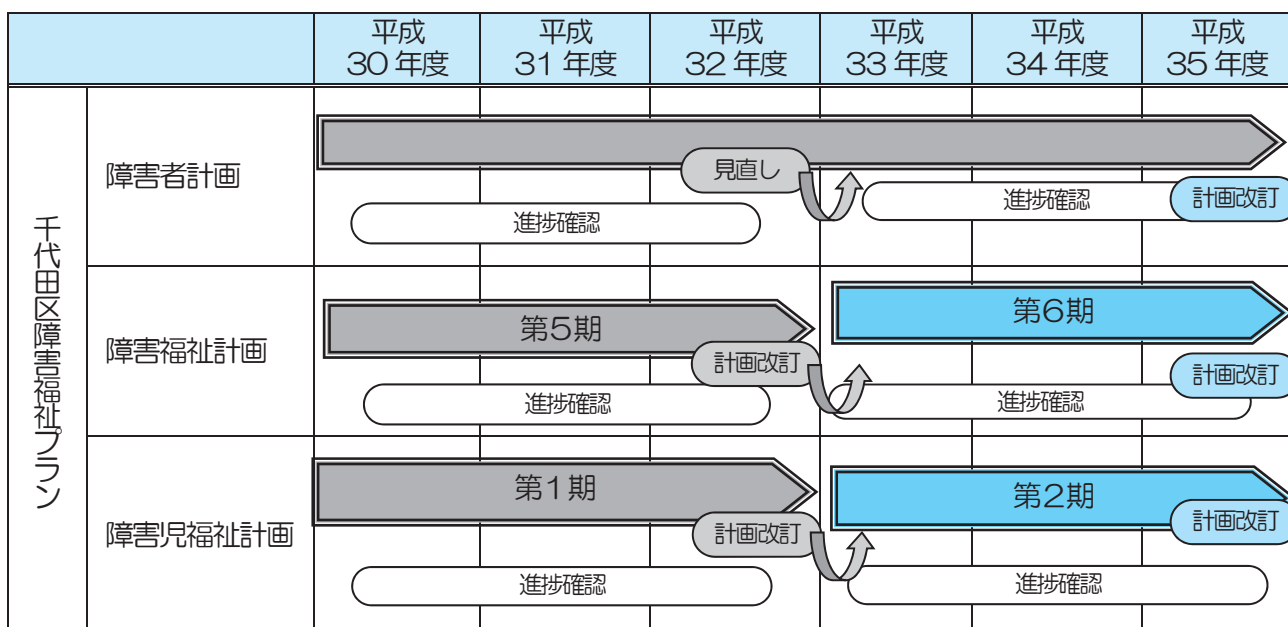 平成
30年度
平成
31年度
平成
32年度
平成
33年度
平成
34年度
平成
35年度
千代田区障害福祉プラン
障害者計画
見直し
進捗確認
進捗確認
計画改訂
障害福祉計画
第5期
第6期
計画改訂
計画改訂
進捗確認
進捗確認
障害児福祉計画
第1期
第2期
計画改訂
計画改訂
進捗確認
進捗確認